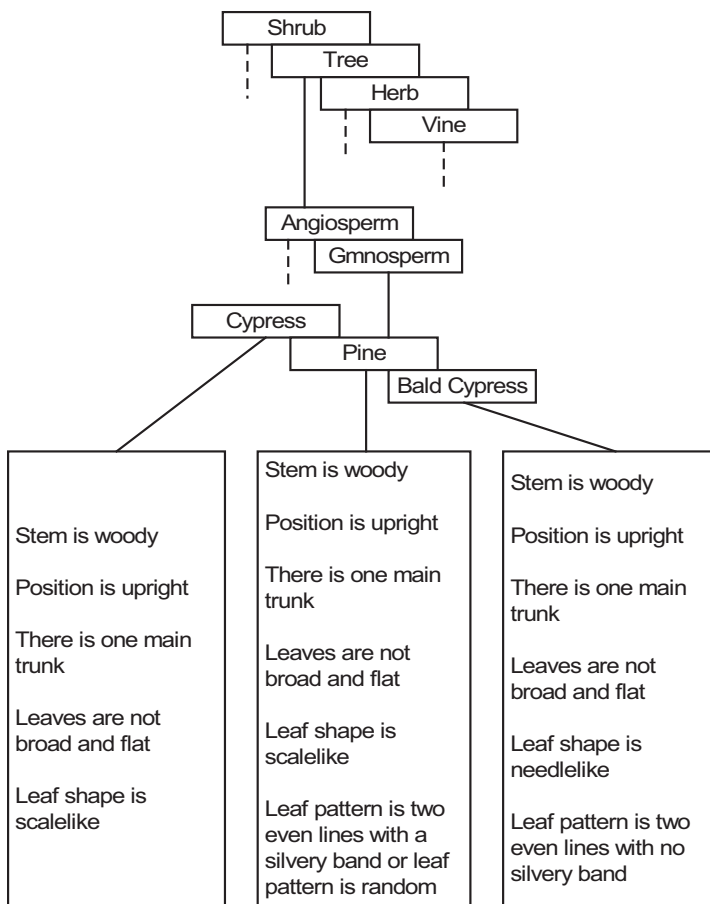 Shrub
Tree
Herb
Vine
Angiosperm
Gmnosperm
Cypress
Pine
Bald Cypress
Stem is woody
Position is upright
There is one main
trunk
Leaves are not
broad and flat
Leaf shape is
scalelike
Stem is woody
Position is upright
There is one main
trunk
Leaves are not
broad and flat
Leaf shape is
scalelike
Leaf pattern is two
even lines with a
silvery band or leaf
pattern is random
Stem is woody
Position is upright
There is one main
trunk
Leaves are not
broad and flat
Leaf shape is
needlelike
Leaf pattern is two
even lines with no
silvery band